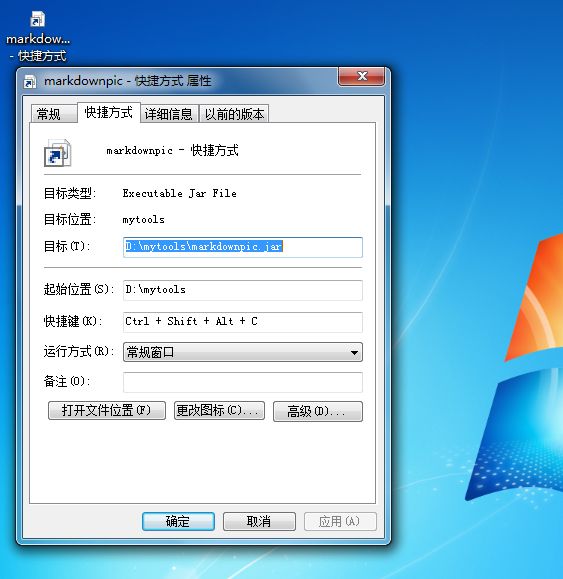 markdow...
- 快捷方式
markdownpic - 快捷方式 属性
常规 快捷方式 详细信息 以前的版本
markdownpic - 快捷方式
目标类型: Executable Jar File
目标位置: mytools
目标(T): D:\mytools\markdownpic.jar
起始位置(S): D:\mytools
快捷键(K): Ctrl + Shift + Alt + C
运行方式(R): 常规窗口
备注(O):
打开文件位置(F) 更改图标(C)... 高级(D)...
确定 取消 应用(A)